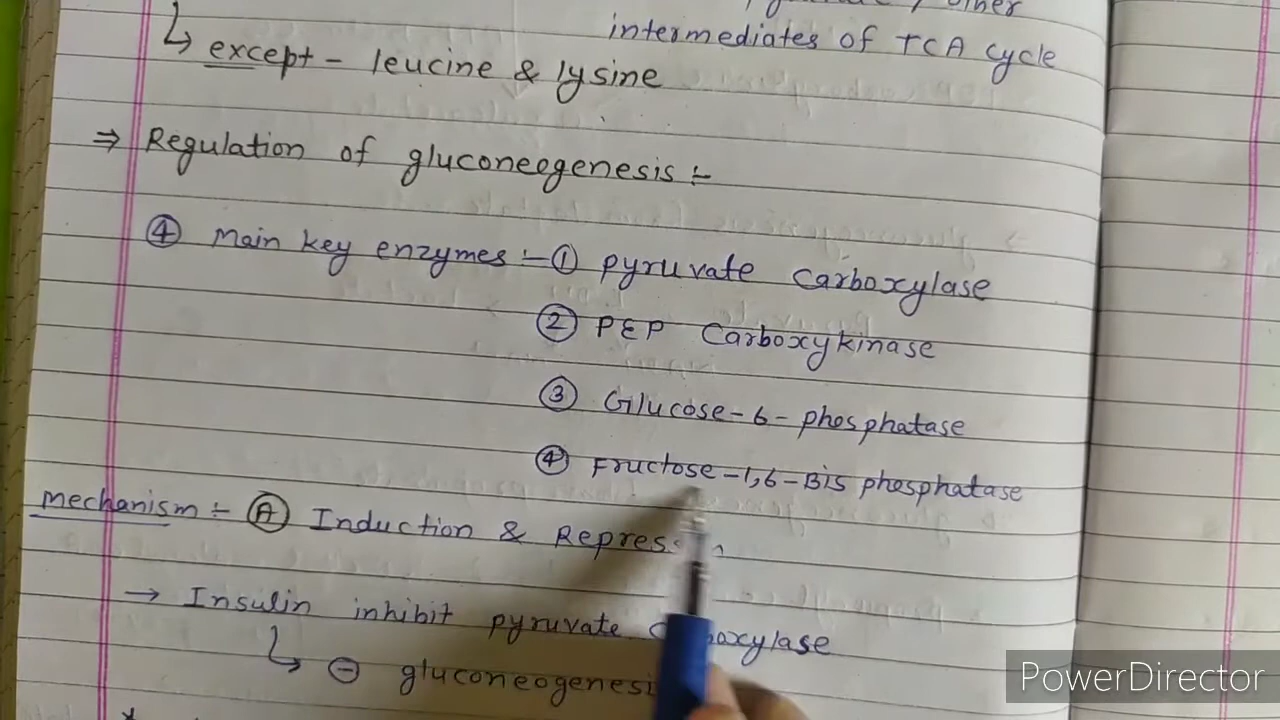 other
intermediates of TCA cycle
↳ except - leucine & lysine
⇒ Regulation of gluconeogenesis :-
④ Main key enzymes :- ① pyruvate carboxylase
② PEP Carboxykinase
③ Glucose-6-phosphatase
④ Fructose-1,6-Bis phosphatase
mechanism :- Ⓐ Induction &
→ Insulin inhibit pyruvate
↳ ⊖
PowerDirector